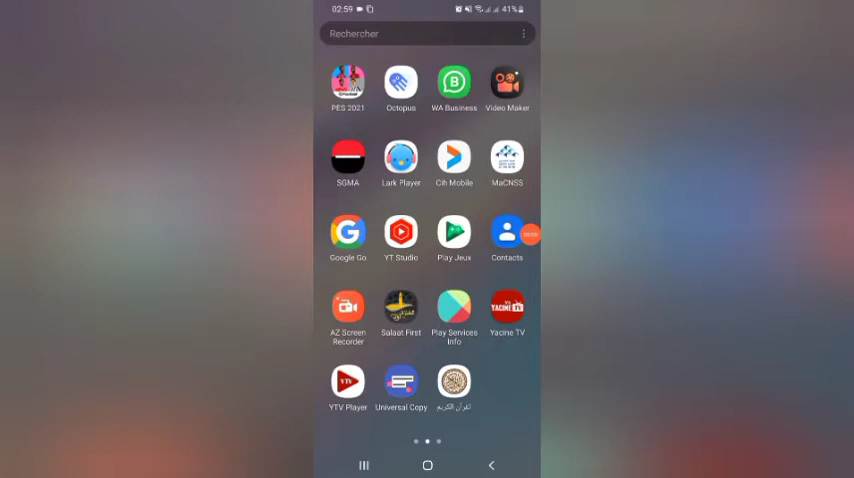 02:59
41%
Rechercher
PES 2021 Octopus WA Business Video Maker
SGMA Lark Player Cih Mobile MaCNSS
Google Go YT Studio Play Jeux Contacts
AZ Screen Recorder Salaat First Play Services Info Yacine TV
YTV Player Universal Copy القرآن الكريم